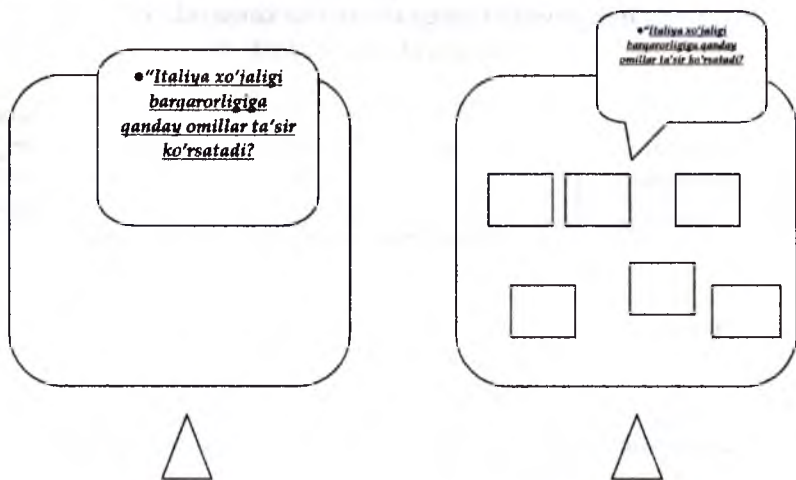 •"Italiya xo'jaligi
barqarorligiga
qanday omillar ta'sir
ko'rsatadi?
•"Italiya xo'jaligi
barqarorligiga qanday
omillar ta'sir ko'rsatadi?